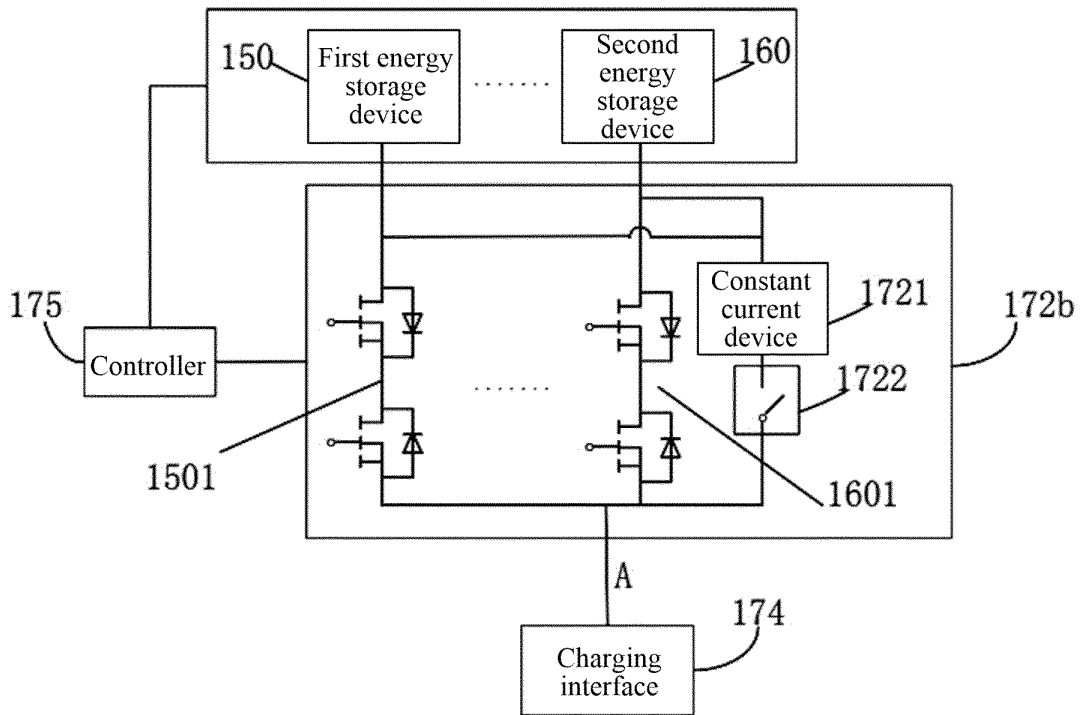 150
First energy
storage
device
Second
energy
storage
device
160
175
Controller
Constant
current
device
1721
172b
1722
1501
1601
A
174
Charging
interface